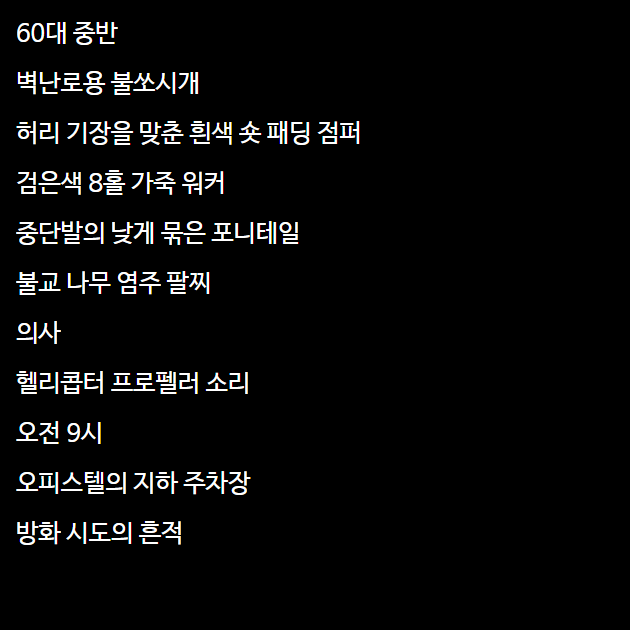 60대 중반
벽난로용 불쏘시개
허리 기장을 맞춘 흰색 숏 패딩 점퍼
검은색 8홀 가죽 워커
중단발의 낮게 묶은 포니테일
불교 나무 염주 팔찌
의사
헬리콥터 프로펠러 소리
오전 9시
오피스텔의 지하 주차장
방화 시도의 흔적